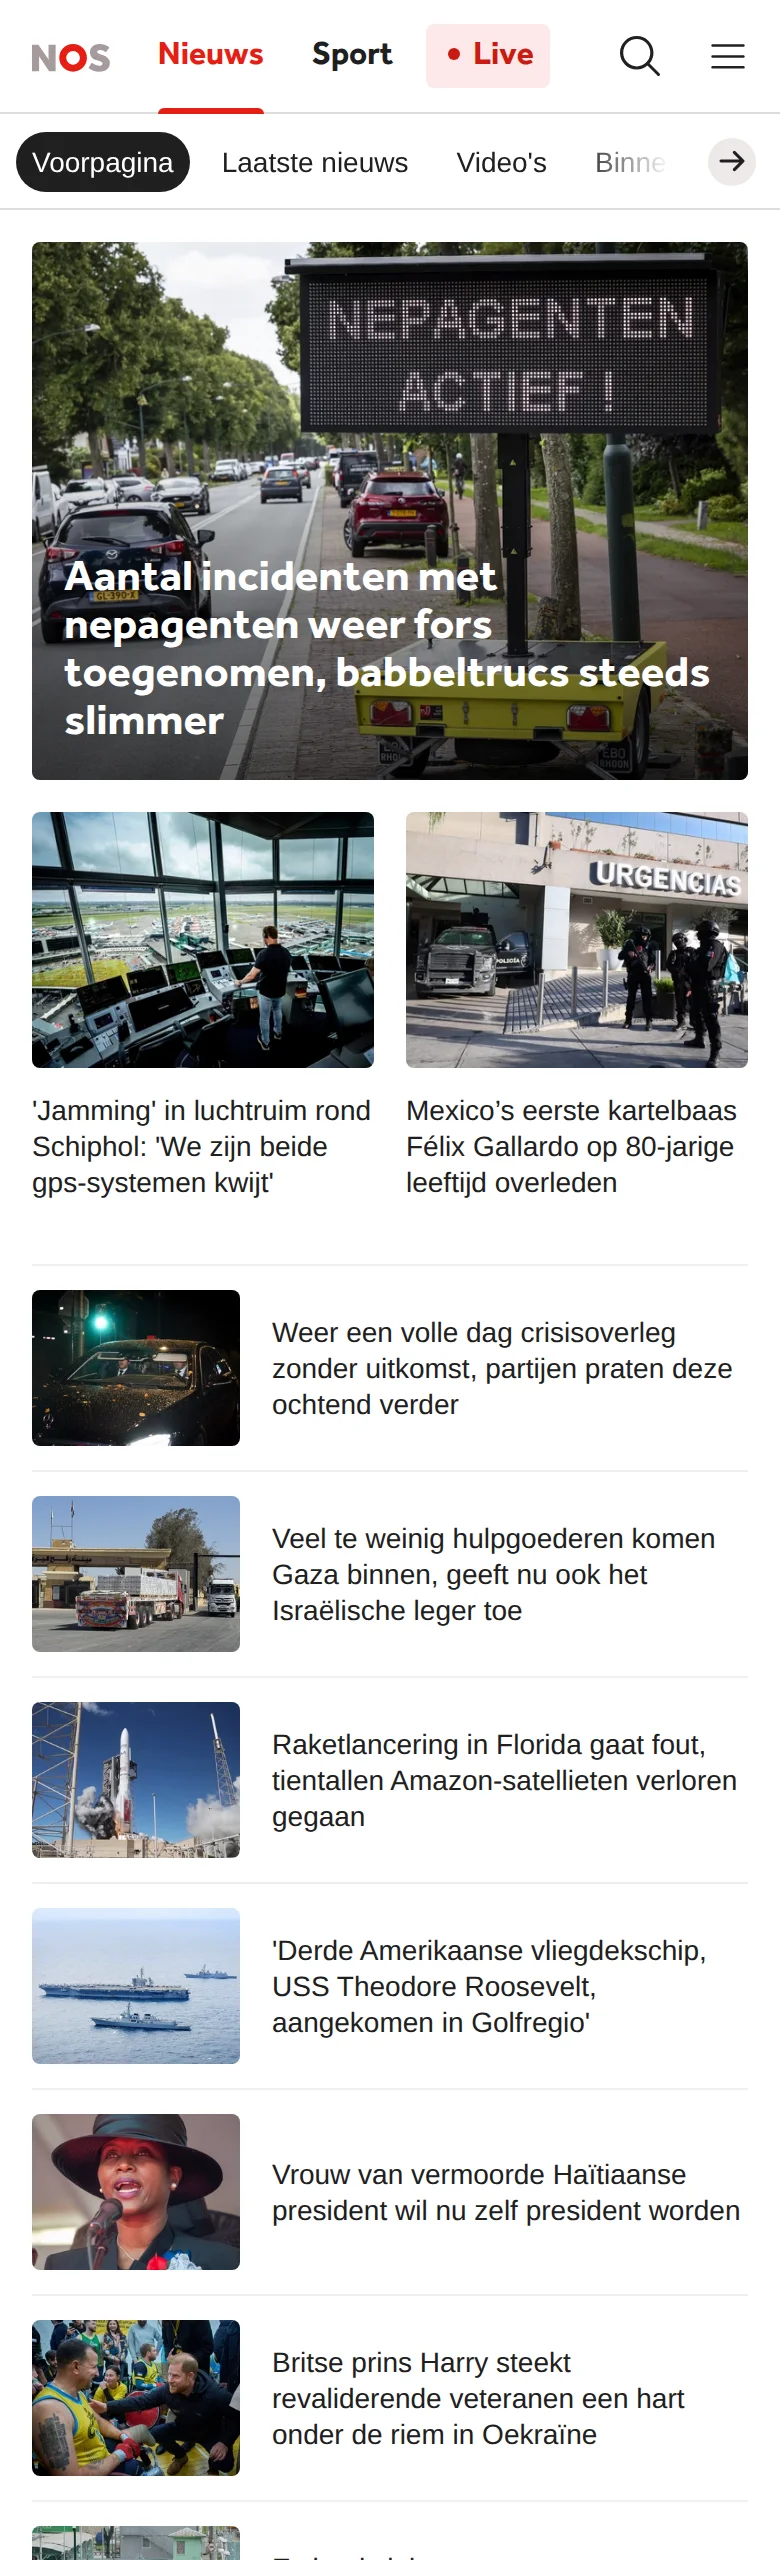 NOS
Nieuws
Sport
Live
Voorpagina
Laatste nieuws
Video's
Binne
NEPAGENTEN
ACTIEF !
GL-390-X
Aantal incidenten met
nepagenten weer fors
toegenomen, babbeltrucs steeds
slimmer
EBO
RHOON
URGENCIAS
POLICÍA
'Jamming' in luchtruim rond
Schiphol: 'We zijn beide
gps-systemen kwijt'
Mexico’s eerste kartelbaas
Félix Gallardo op 80-jarige
leeftijd overleden
Weer een volle dag crisisoverleg
zonder uitkomst, partijen praten deze
ochtend verder
Veel te weinig hulpgoederen komen
Gaza binnen, geeft nu ook het
Israëlische leger toe
Raketlancering in Florida gaat fout,
tientallen Amazon-satellieten verloren
gegaan
'Derde Amerikaanse vliegdekschip,
USS Theodore Roosevelt,
aangekomen in Golfregio'
Vrouw van vermoorde Haïtiaanse
president wil nu zelf president worden
Britse prins Harry steekt
revaliderende veteranen een hart
onder de riem in Oekraïne